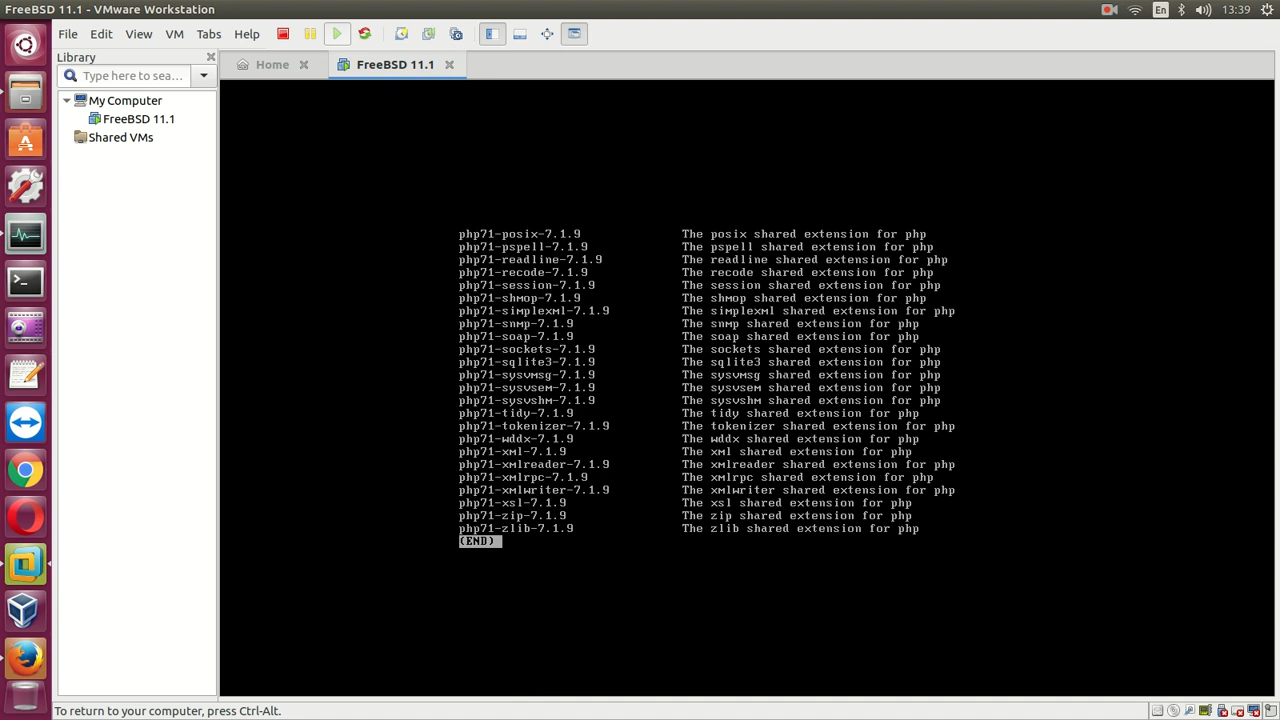 FreeBSD 11.1 - VMware Workstation
En
13:39
File Edit View VM Tabs Help
Library
Type here to sea...
My Computer
FreeBSD 11.1
Shared VMs
Home
FreeBSD 11.1
php71-posix-7.1.9 The posix shared extension for php
php71-pspell-7.1.9 The pspell shared extension for php
php71-readline-7.1.9 The readline shared extension for php
php71-recode-7.1.9 The recode shared extension for php
php71-session-7.1.9 The session shared extension for php
php71-shmop-7.1.9 The shmop shared extension for php
php71-simplexml-7.1.9 The simplexml shared extension for php
php71-snmp-7.1.9 The snmp shared extension for php
php71-soap-7.1.9 The soap shared extension for php
php71-sockets-7.1.9 The sockets shared extension for php
php71-sqlite3-7.1.9 The sqlite3 shared extension for php
php71-sysvmsg-7.1.9 The sysvmsg shared extension for php
php71-sysvsem-7.1.9 The sysvsem shared extension for php
php71-sysvshm-7.1.9 The sysvshm shared extension for php
php71-tidy-7.1.9 The tidy shared extension for php
php71-tokenizer-7.1.9 The tokenizer shared extension for php
php71-wddx-7.1.9 The wddx shared extension for php
php71-xml-7.1.9 The xml shared extension for php
php71-xmlreader-7.1.9 The xmlreader shared extension for php
php71-xmlrpc-7.1.9 The xmlrpc shared extension for php
php71-xmlwriter-7.1.9 The xmlwriter shared extension for php
php71-xsl-7.1.9 The xsl shared extension for php
php71-zip-7.1.9 The zip shared extension for php
php71-zlib-7.1.9 The zlib shared extension for php
(END)
To return to your computer, press Ctrl-Alt.